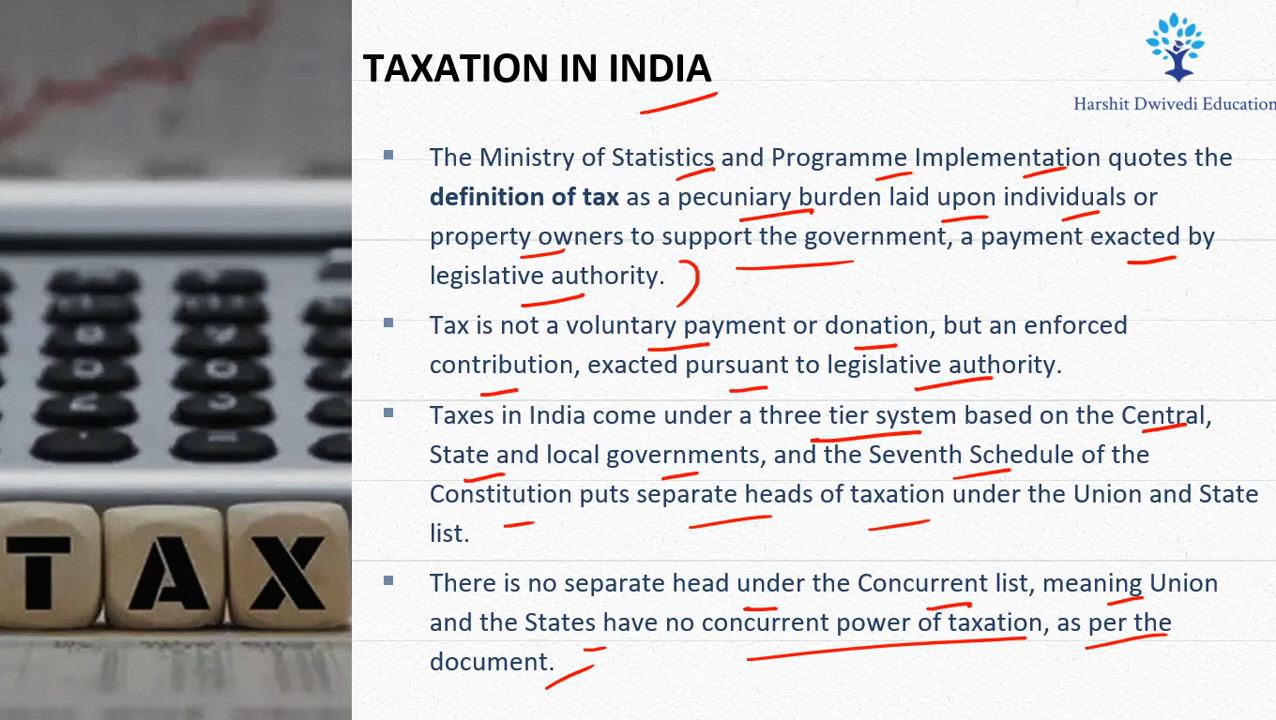 TAXATION IN INDIA
Harshit Dwivedi Education
The Ministry of Statistics and Programme Implementation quotes the
definition of tax as a pecuniary burden laid upon individuals or
property owners to support the government, a payment exacted by
legislative authority.
Tax is not a voluntary payment or donation, but an enforced
contribution, exacted pursuant to legislative authority.
Taxes in India come under a three tier system based on the Central,
State and local governments, and the Seventh Schedule of the
Constitution puts separate heads of taxation under the Union and State
list.
There is no separate head under the Concurrent list, meaning Union
and the States have no concurrent power of taxation, as per the
document.
TAX